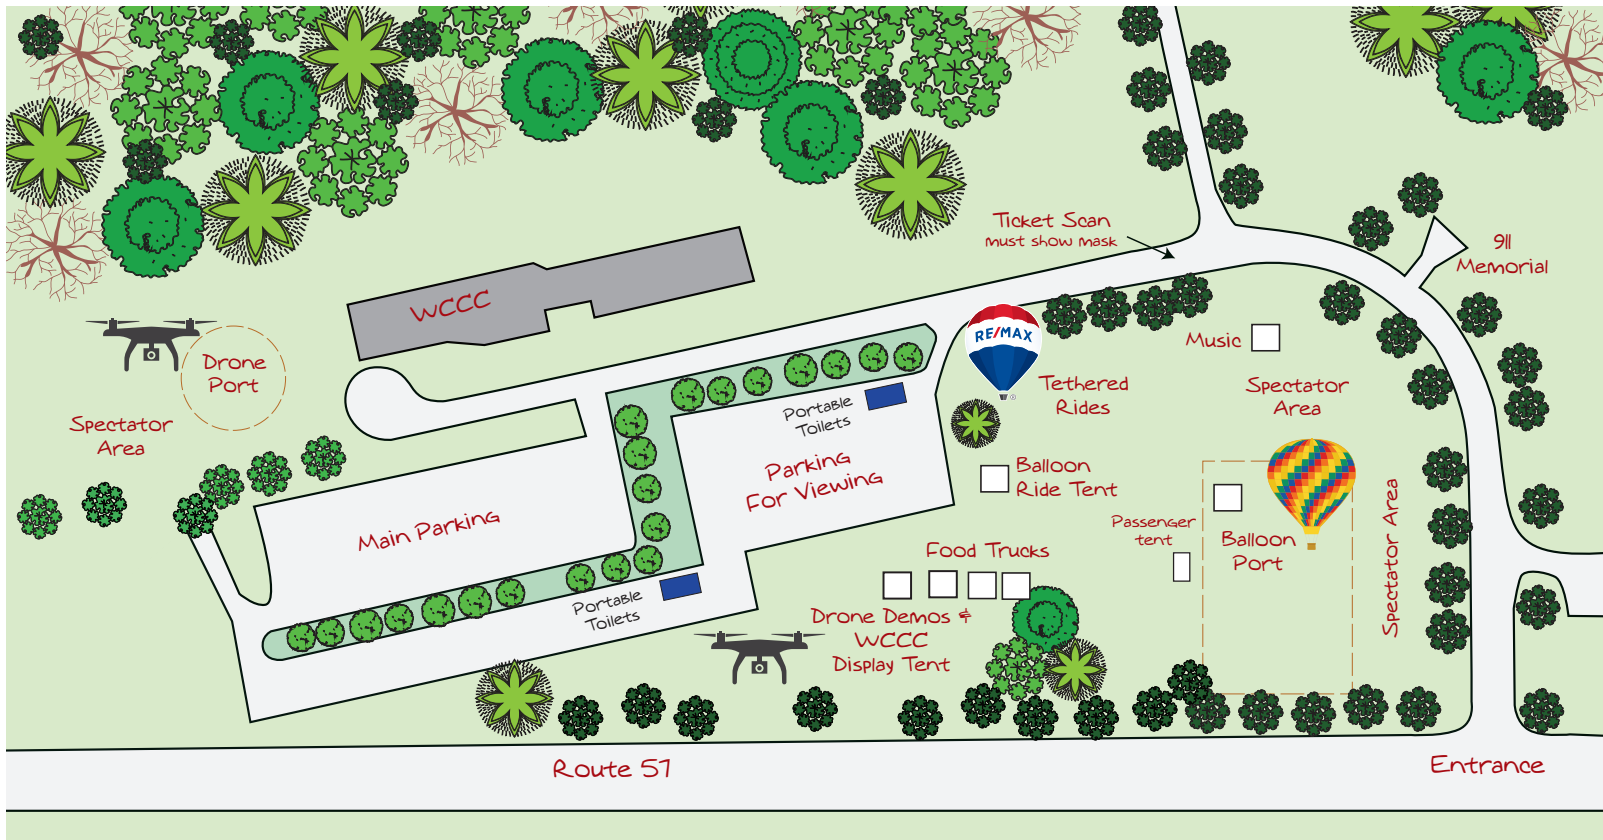 Ticket Scan
must show mask
911
Memorial
WCCC
RE/MAX
®
Music
Drone
Port
Tethered
Rides
Spectator
Area
Portable
Toilets
Spectator
Area
Parking
For Viewing
Balloon
Ride Tent
Main Parking
Passenger
tent
Balloon
Port
Spectator Area
Food Trucks
Portable
Toilets
Drone Demos &
WCCC
Display Tent
Route 57
Entrance